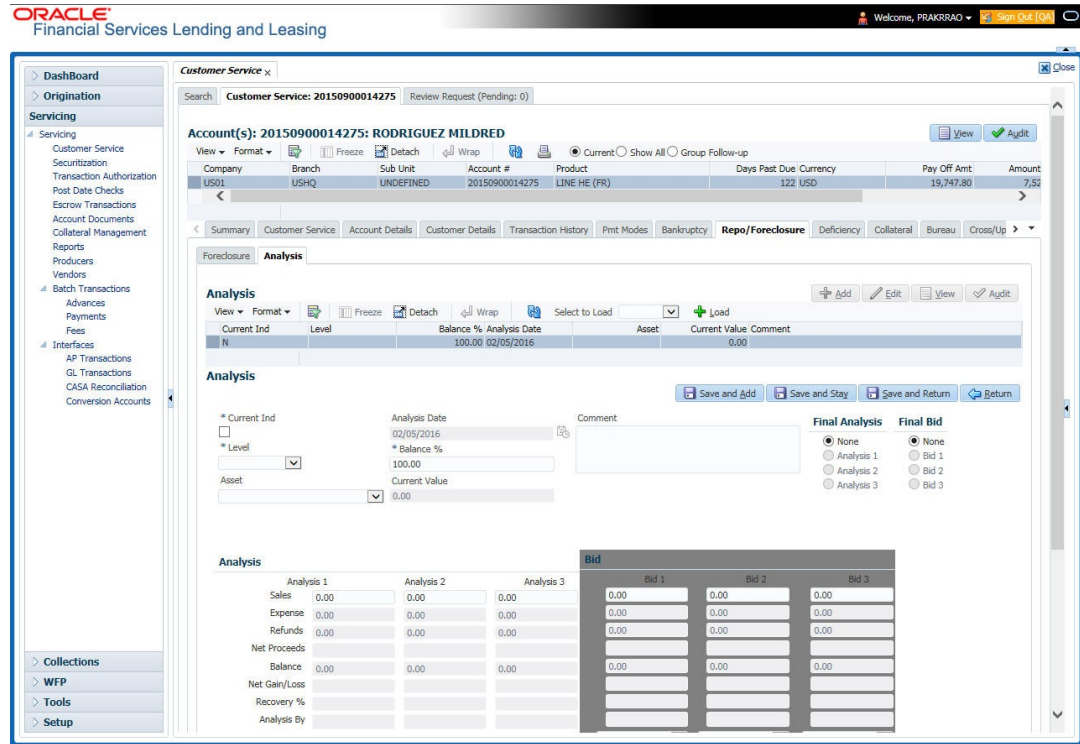 ORACLE
Financial Services Lending and Leasing
Welcome, PRAKRRAO
Sign Out [QA]
DashBoard
Origination
Servicing
Servicing
Customer Service
Securitization
Transaction Authorization
Post Date Checks
Escrow Transactions
Account Documents
Collateral Management
Reports
Producers
Vendors
Batch Transactions
Advances
Payments
Fees
Interfaces
AP Transactions
GL Transactions
CASA Reconciliation
Conversion Accounts
Collections
WFP
Tools
Setup
Customer Service x
Close
Search Customer Service: 20150900014275 Review Request (Pending: 0)
Account(s): 20150900014275: RODRIGUEZ MILDRED
View Audit
View Format Freeze Detach Wrap Current Show All Group Follow-up
Company Branch Sub Unit Account # Product Days Past Due Currency Pay Off Amt Amount
US01 USHQ UNDEFINED 20150900014275 LINE HE (FR) 122 USD 19,747.80 7,52
Summary Customer Service Account Details Customer Details Transaction History Pmt Modes Bankruptcy Repo/Foreclosure Deficiency Collateral Bureau Cross/Up
Foreclosure Analysis
Analysis
Add Edit View Audit
View Format Freeze Detach Wrap Select to Load Load
Current Ind Level Balance % Analysis Date Asset Current Value Comment
N 100.00 02/05/2016 0.00
Analysis
Save and Add Save and Stay Save and Return Return
* Current Ind Analysis Date Comment Final Analysis Final Bid
02/05/2016 None None
* Level * Balance % Analysis 1 Bid 1
100.00 Analysis 2 Bid 2
Asset Current Value Analysis 3 Bid 3
0.00
Analysis Bid
Analysis 1 Analysis 2 Analysis 3 Bid 1 Bid 2 Bid 3
Sales 0.00 0.00 0.00 0.00 0.00 0.00
Expense 0.00 0.00 0.00 0.00 0.00 0.00
Refunds 0.00 0.00 0.00 0.00 0.00 0.00
Net Proceeds
Balance 0.00 0.00 0.00 0.00 0.00 0.00
Net Gain/Loss
Recovery %
Analysis By